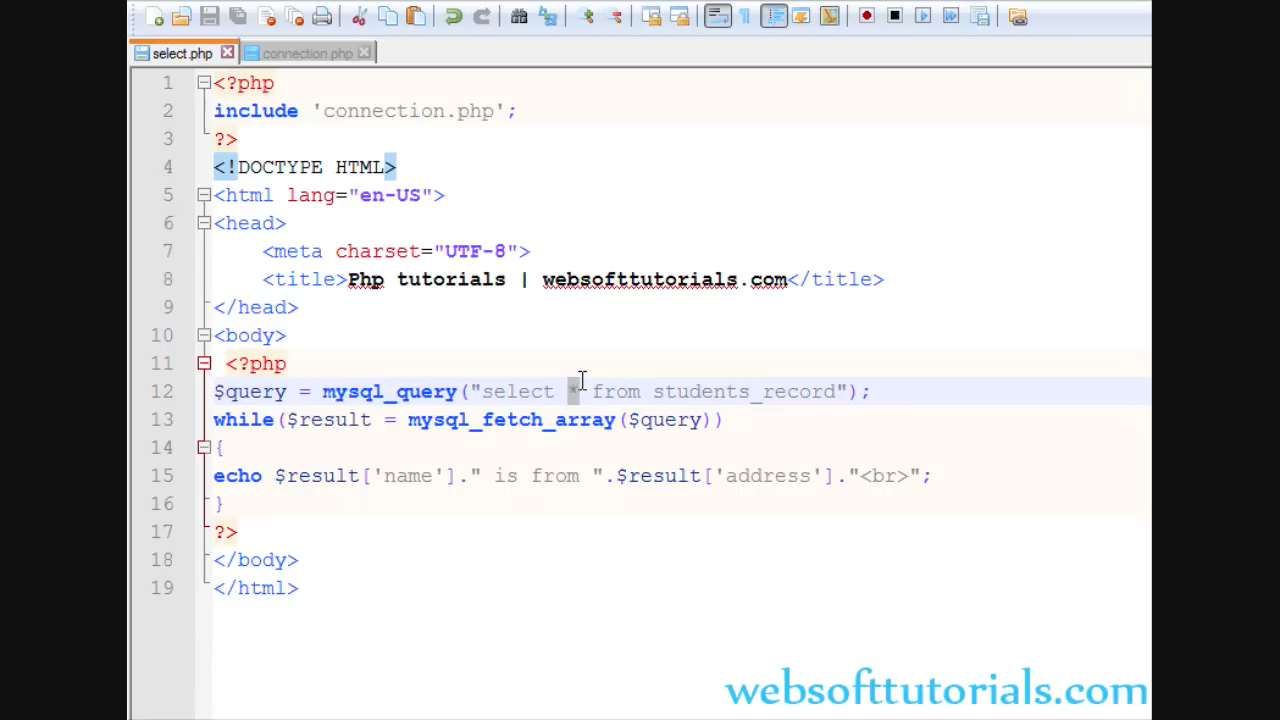 select.php connection.php
1 <?php
2 include 'connection.php';
3 ?>
4 <!DOCTYPE HTML>
5 <html lang="en-US">
6 <head>
7 <meta charset="UTF-8">
8 <title>Php tutorials | websofttutorials.com</title>
9 </head>
10 <body>
11 <?php
12 $query = mysql_query("select * from students_record");
13 while($result = mysql_fetch_array($query))
14 {
15 echo $result['name']." is from ".$result['address']."<br>";
16 }
17 ?>
18 </body>
19 </html>
websofttutorials.com